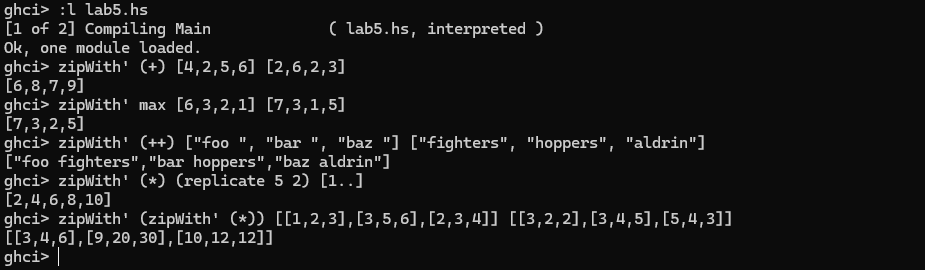 ghci> :l lab5.hs
[1 of 2] Compiling Main             ( lab5.hs, interpreted )
Ok, one module loaded.
ghci> zipWith' (+) [4,2,5,6] [2,6,2,3]
[6,8,7,9]
ghci> zipWith' max [6,3,2,1] [7,3,1,5]
[7,3,2,5]
ghci> zipWith' (++) ["foo ", "bar ", "baz "] ["fighters", "hoppers", "aldrin"]
["foo fighters","bar hoppers","baz aldrin"]
ghci> zipWith' (*) (replicate 5 2) [1..]
[2,4,6,8,10]
ghci> zipWith' (zipWith' (*)) [[1,2,3],[3,5,6],[2,3,4]] [[3,2,2],[3,4,5],[5,4,3]]
[[3,4,6],[9,20,30],[10,12,12]]
ghci>